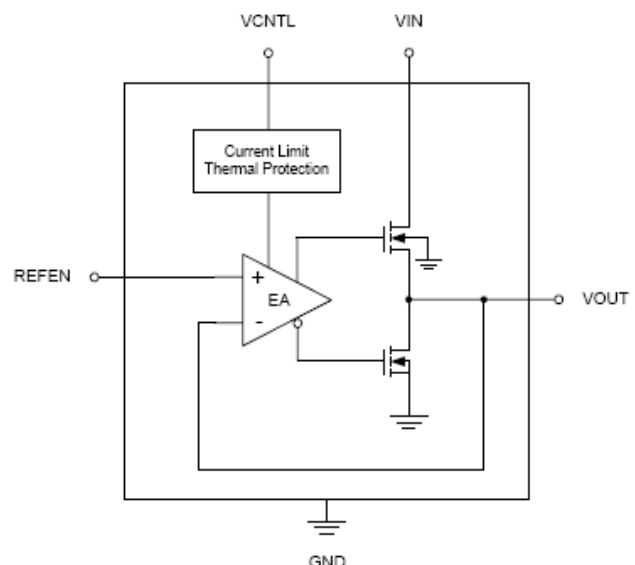 VCNTL
VIN
Current Limit
Thermal Protection
REFEN
+
EA
-
VOUT
GND